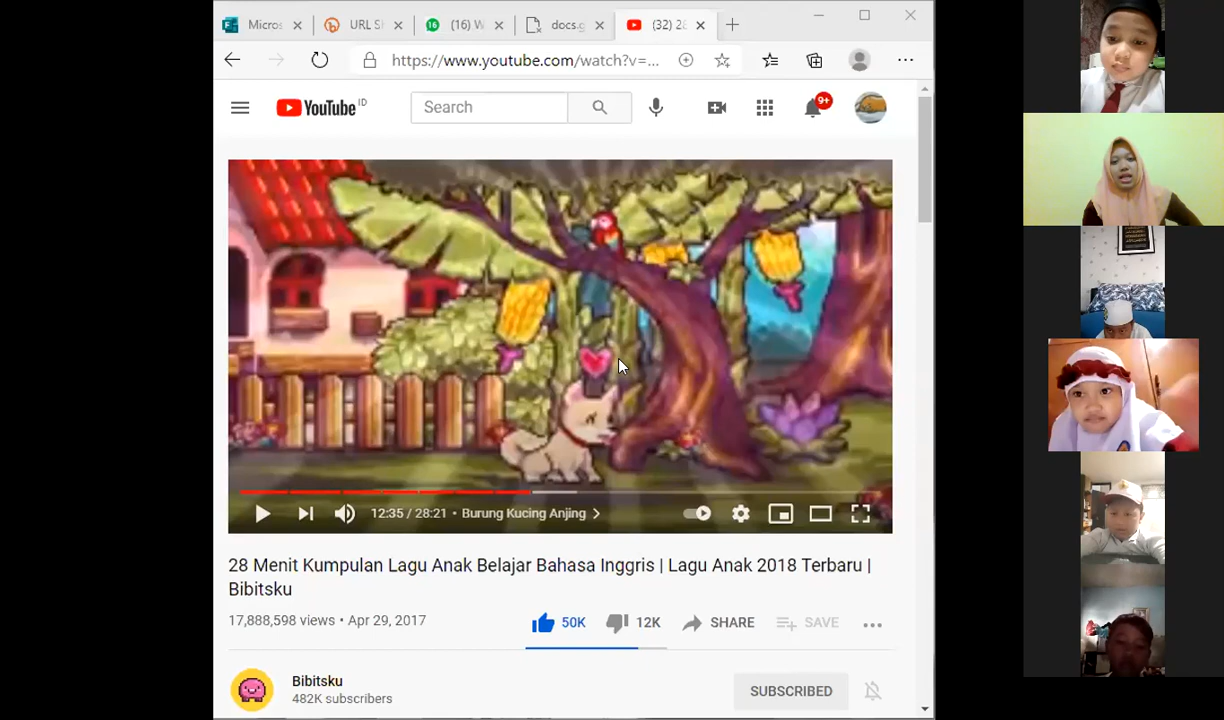 Micros
URL S
(16) W
docs.g
(32) 28
https://www.youtube.com/watch?v=...
YouTube ID
Search
9+
12:35 / 28:21 • Burung Kucing Anjing
28 Menit Kumpulan Lagu Anak Belajar Bahasa Inggris | Lagu Anak 2018 Terbaru |
Bibitsku
17,888,598 views • Apr 29, 2017
50K
12K
SHARE
SAVE
Bibitsku
482K subscribers
SUBSCRIBED